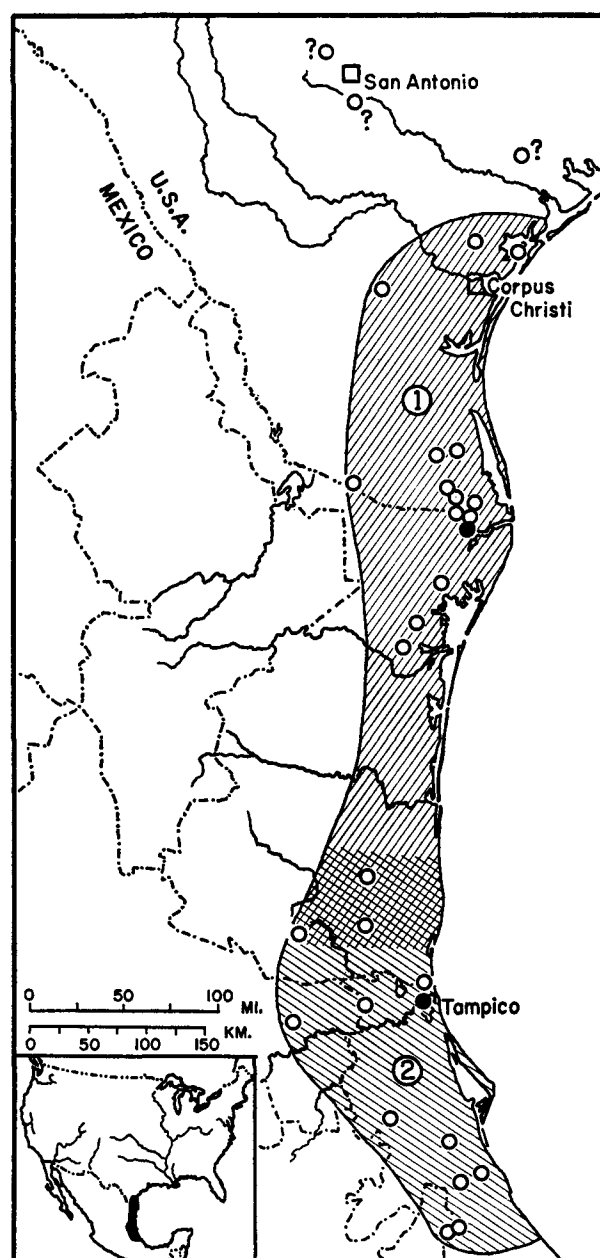 ?
San Antonio
?
?
U.S.A.
MEXICO
Corpus
Christi
1
0 50 100 MI.
0 50 100 150 KM.
Tampico
2